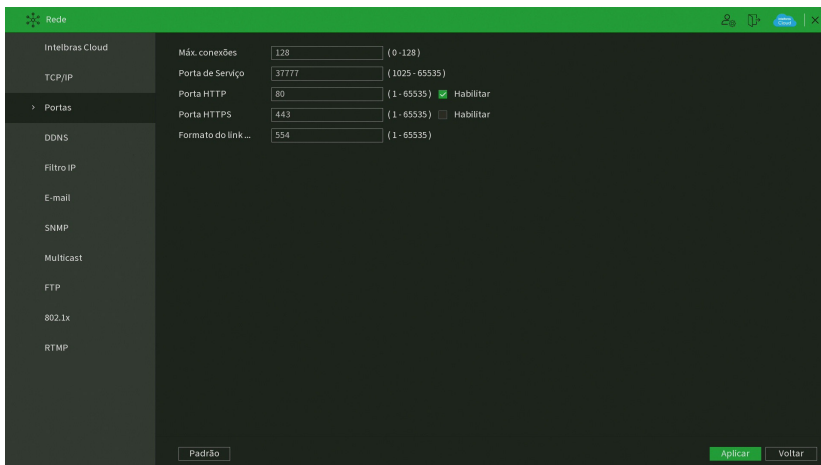 Rede
Intelbras Cloud
TCP/IP
Portas
DDNS
Filtro IP
E-mail
SNMP
Multicast
FTP
802.1x
RTMP
Máx. conexões 128 (0-128)
Porta de Serviço 37777 (1025-65535)
Porta HTTP 80 (1-65535) Habilitar
Porta HTTPS 443 (1-65535) Habilitar
Formato do link... 554 (1-65535)
Padrão Aplicar Voltar